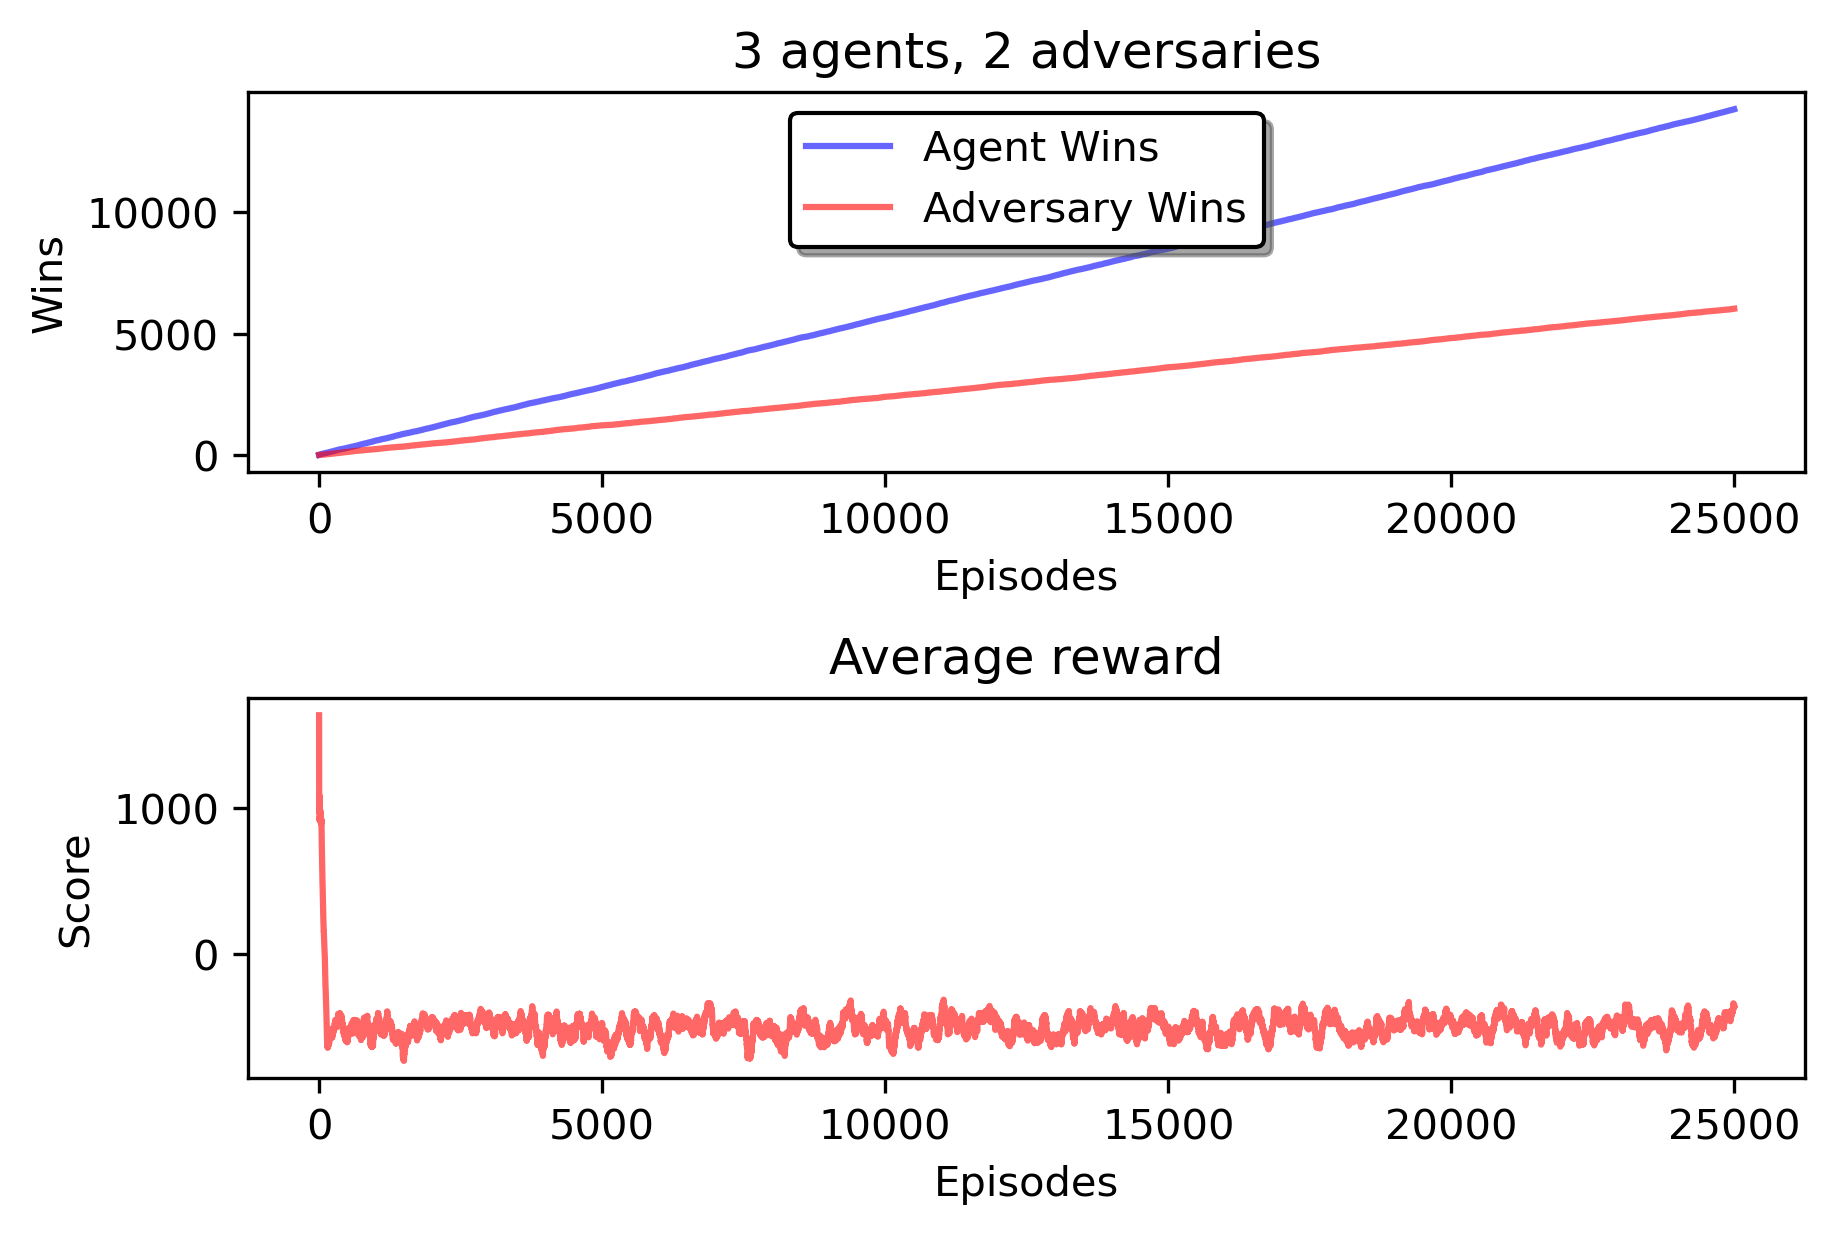 3 agents, 2 adversaries
Agent Wins
Adversary Wins
Wins
10000
5000
0
0 5000 10000 15000 20000 25000
Episodes
Average reward
Score
1000
0
0 5000 10000 15000 20000 25000
Episodes